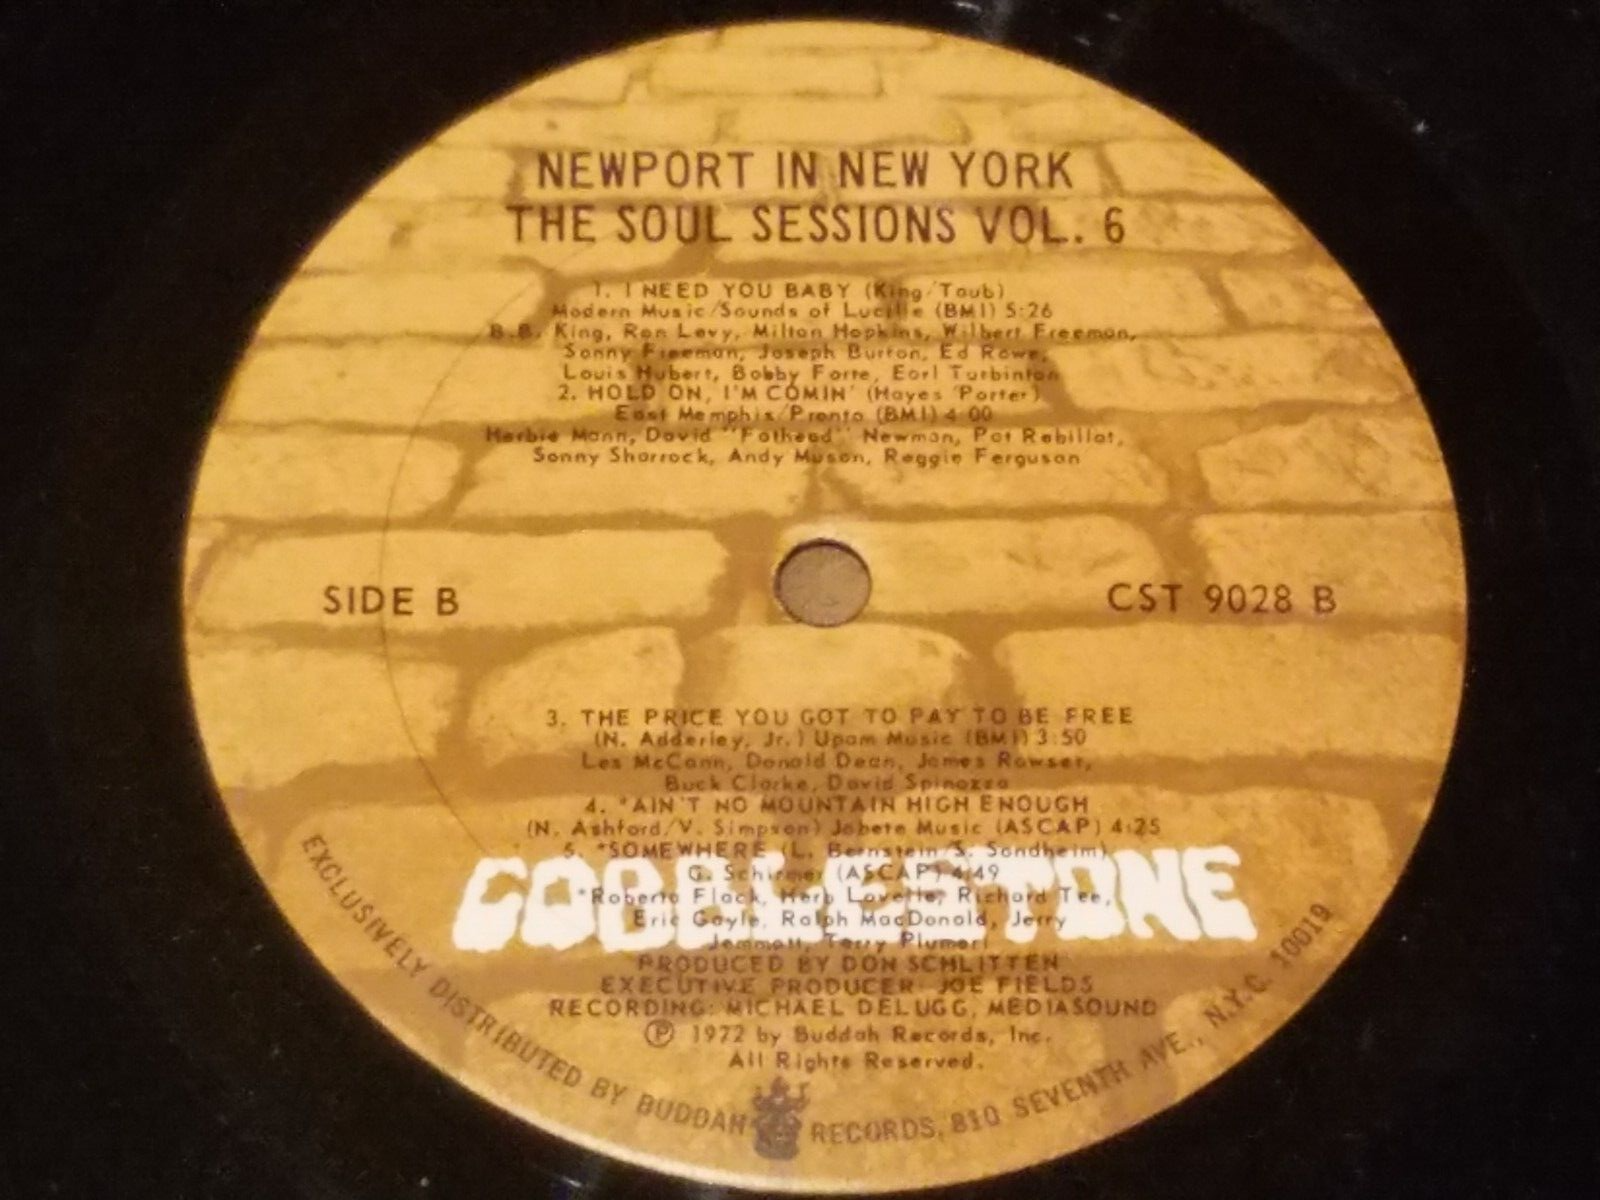 NEWPORT IN NEW YORK
THE SOUL SESSIONS VOL. 6
1. I NEED YOU BABY (King/Taub)
Modern Music/Sounds of Lucille (BMI) 5:26
B.B. King, Ron Levy, Milton Hopkins, Wilbert Freeman,
Sonny Freeman, Joseph Burton, Ed Rowe,
Louis Hubert, Bobby Forte, Earl Turbinton
2. HOLD ON, I'M COMIN' (Hayes/Porter)
East Memphis/Pronto (BMI) 4:00
Herbie Mann, David "Fathead" Newman, Pat Rebillot,
Sonny Sharrock, Andy Muson, Reggie Ferguson
SIDE B
CST 9028 B
3. THE PRICE YOU GOT TO PAY TO BE FREE
(N. Adderley, Jr.) Upam Music (BMI) 3:50
Les McCann, Donald Dean, James Rowser,
Buck Clarke, David Spinozza
4. *AIN'T NO MOUNTAIN HIGH ENOUGH
(N. Ashford/V. Simpson) Jobete Music (ASCAP) 4:25
5. *SOMEWHERE (L. Bernstein/S. Sondheim)
G. Schirmer (ASCAP) 4:49
*Roberta Flack, Herb Lovelle, Richard Tee,
Eric Gayle, Ralph MacDonald, Jerry
Jemmott, Terry Plumeri
COBBLESTONE
PRODUCED BY DON SCHLITTEN
EXECUTIVE PRODUCER: JOE FIELDS
RECORDING: MICHAEL DELUGG, MEDIASOUND
℗ 1972 by Buddah Records, Inc.
All Rights Reserved.
EXCLUSIVELY DISTRIBUTED BY BUDDAH RECORDS, 810 SEVENTH AVE., N.Y.C. 10019